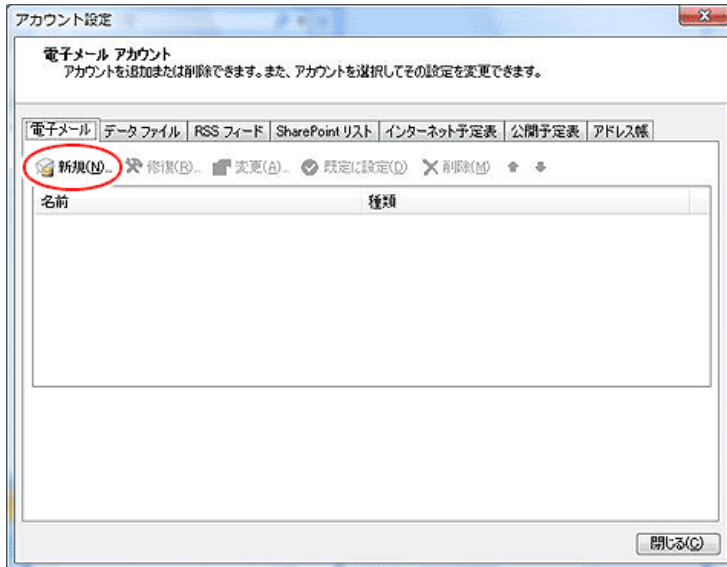 アカウント設定
電子メール アカウント
アカウントを追加または削除できます。また、アカウントを選択してその設定を変更できます。
電子メール データ ファイル RSS フィード SharePoint リスト インターネット予定表 公開予定表 アドレス帳
新規(N)... 修復(R)... 変更(A)... 既定に設定(D) 削除(M)
名前 種類
閉じる(C)